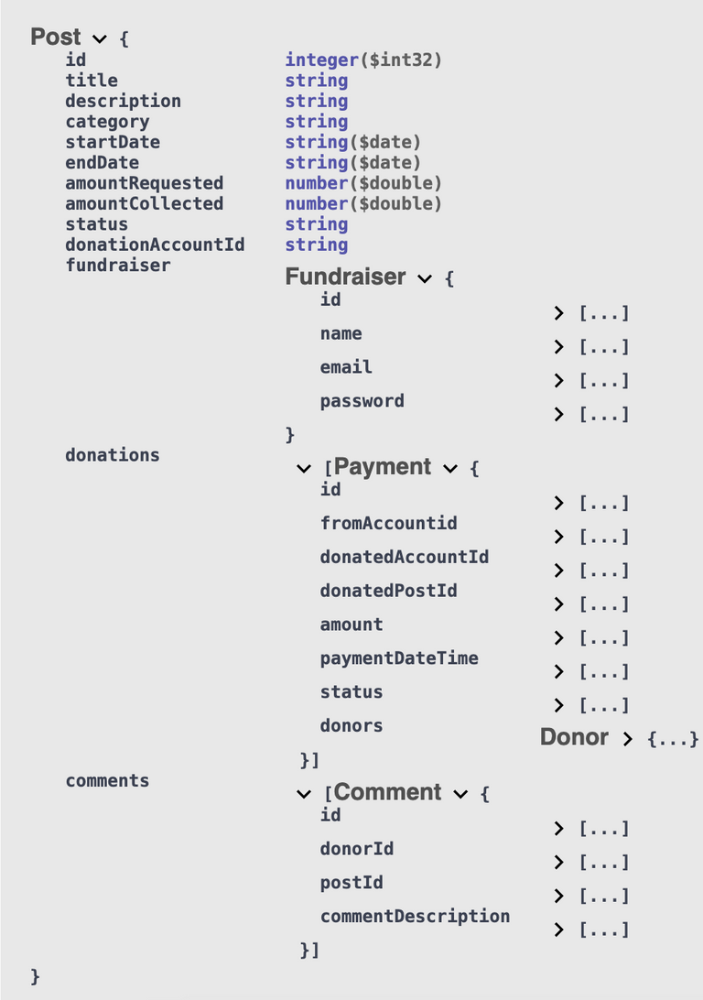 Post {
id integer($int32)
title string
description string
category string
startDate string($date)
endDate string($date)
amountRequested number($double)
amountCollected number($double)
status string
donationAccountId string
fundraiser Fundraiser {
id [...]
name [...]
email [...]
password [...]
}
donations [Payment {
id [...]
fromAccountid [...]
donatedAccountId [...]
donatedPostId [...]
amount [...]
paymentDateTime [...]
status [...]
donors Donor {...}
}]
comments [Comment {
id [...]
donorId [...]
postId [...]
commentDescription [...]
}]
}